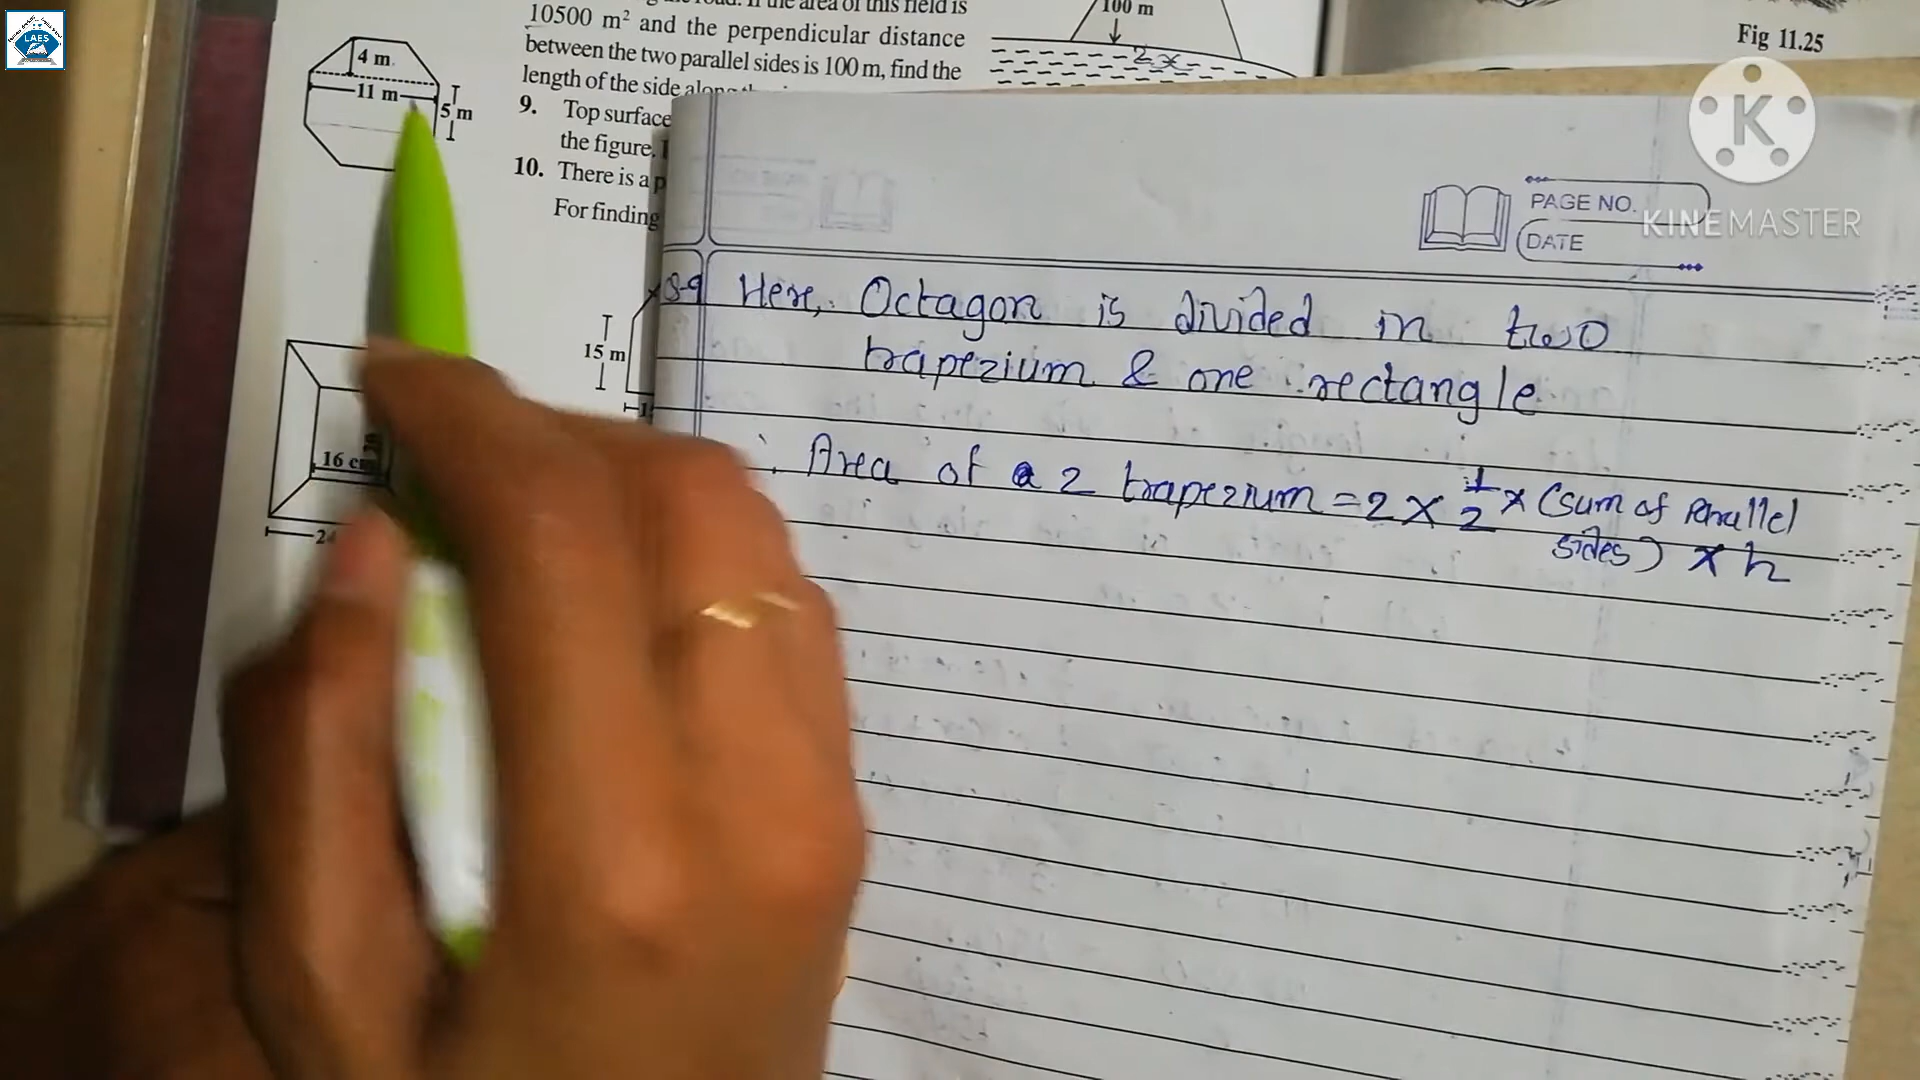 LAES
10500 m² and the perpendicular distance
between the two parallel sides is 100 m, find the
length of the side
9. Top surface
the figure.
10. There is a p
For finding
4 m
11 m
5 m
15 m
16 c
2
100 m
2x
Fig 11.25
K
KINEMASTER
PAGE NO.
DATE
Here, Octagon is divided in two
trapezium & one rectangle
Area of 2 trapezium = 2 × 1/2 × (sum of Parallel
sides) × h